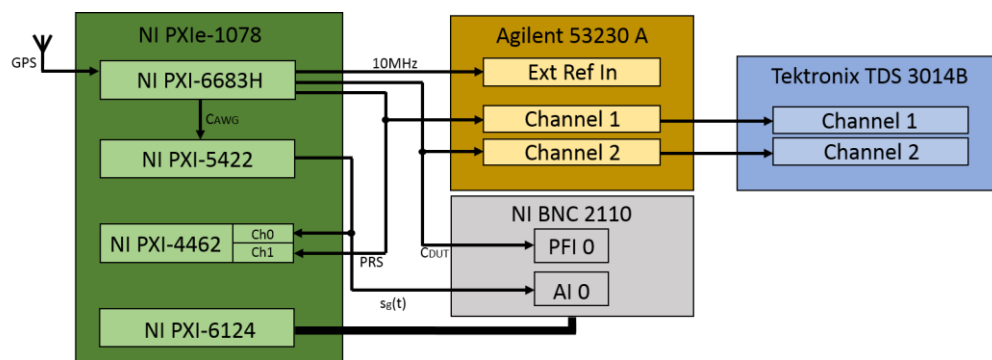 NI PXIe-1078
GPS
NI PXI-6683H
CAWG
NI PXI-5422
NI PXI-4462
Ch0
Ch1
NI PXI-6124
10MHz
PRS
CDUT
sg(t)
Agilent 53230 A
Ext Ref In
Channel 1
Channel 2
NI BNC 2110
PFI 0
AI 0
Tektronix TDS 3014B
Channel 1
Channel 2